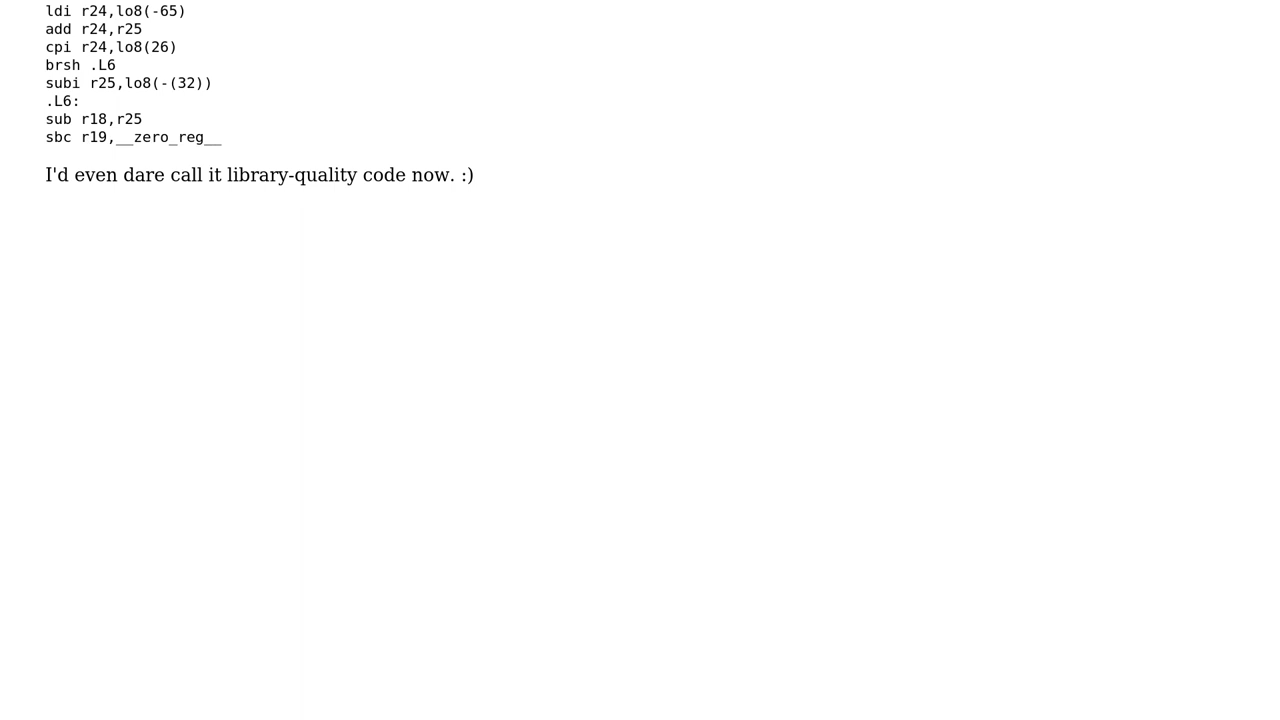 ldi r24,lo8(-65)
add r24,r25
cpi r24,lo8(26)
brsh .L6
subi r25,lo8(-(32))
.L6:
sub r18,r25
sbc r19,__zero_reg__
I'd even dare call it library-quality code now. :)